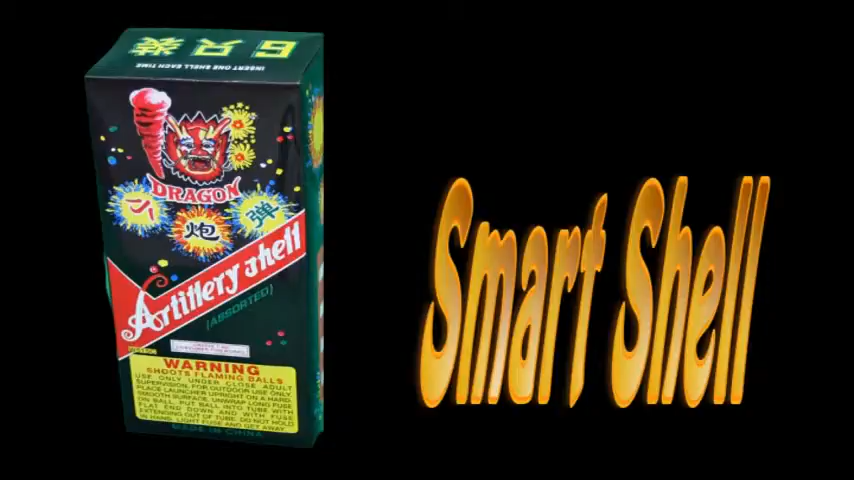 6只装
INSERT ONE SHELL EACH TIME
DRAGON
八炮弹
Artillery shell
(ASSORTED)
WARNING
SHOOTS FLAMING BALLS
USE ONLY UNDER CLOSE ADULT
SUPERVISION. FOR OUTDOOR USE ONLY.
PLACE LAUNCHER UPRIGHT ON A HARD,
SMOOTH SURFACE. UNWRAP LONG FUSE
ON BALL. PUT BALL INTO TUBE WITH
FLAT END DOWN AND WITH FUSE
EXTENDING OUT OF TUBE. DO NOT HOLD
IN HAND. LIGHT FUSE AND GET AWAY.
MADE IN CHINA
Smart Shell